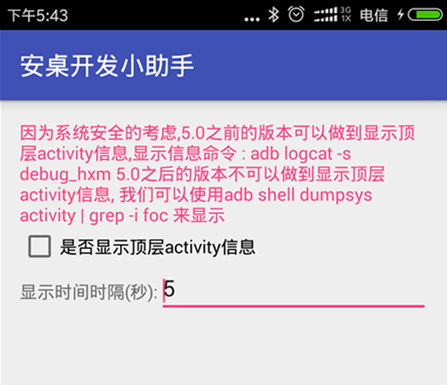 下午5:43
... 3G 1X 电信
安桌开发小助手
因为系统安全的考虑,5.0之前的版本可以做到显示顶
层activity信息,显示信息命令 : adb logcat -s
debug_hxm 5.0之后的版本不可以做到显示顶层
activity信息, 我们可以使用adb shell dumpsys
activity | grep -i foc 来显示
是否显示顶层activity信息
显示时间时隔(秒): 5